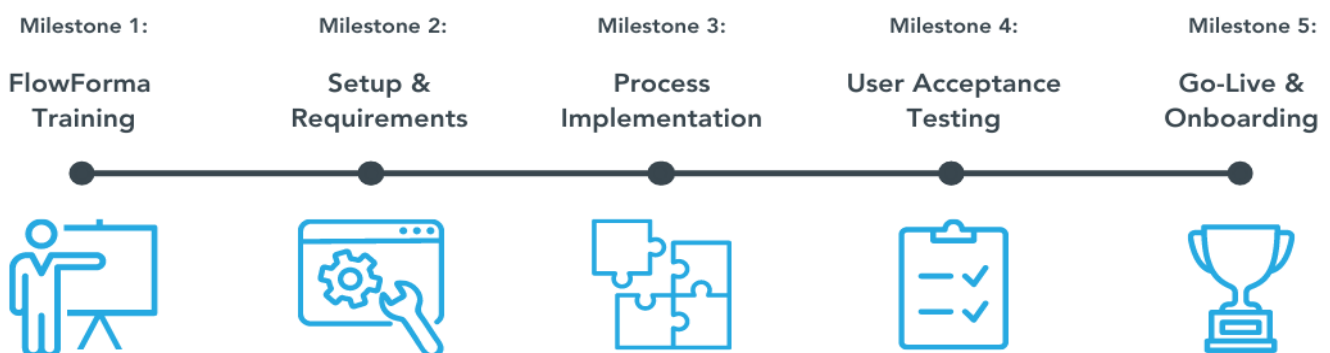 Milestone 1:
FlowForma
Training
Milestone 2:
Setup &
Requirements
Milestone 3:
Process
Implementation
Milestone 4:
User Acceptance
Testing
Milestone 5:
Go-Live &
Onboarding